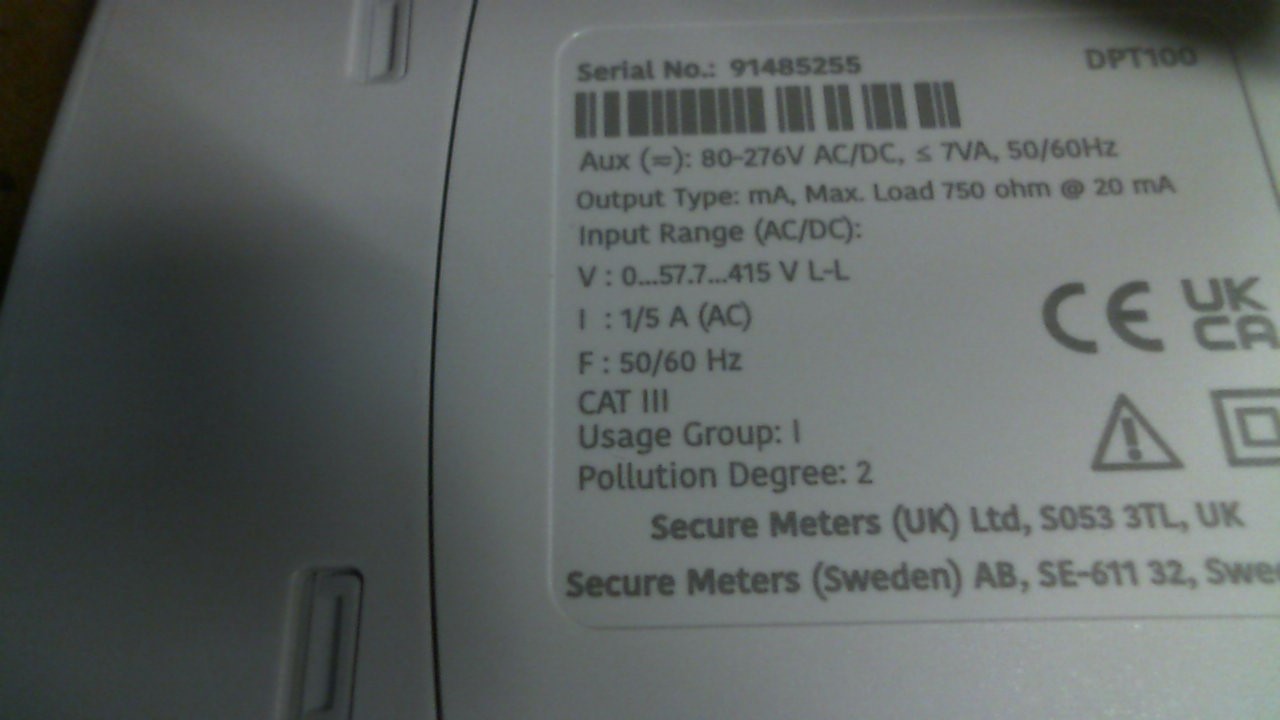 Serial No.: 91485255 DPT100
Aux (≂): 80-276V AC/DC, ≤ 7VA, 50/60Hz
Output Type: mA, Max. Load 750 ohm @ 20 mA
Input Range (AC/DC):
V : 0...57.7...415 V L-L
I : 1/5 A (AC)
F : 50/60 Hz
CE UK CA
CAT III
Usage Group: I
Pollution Degree: 2
Secure Meters (UK) Ltd, SO53 3TL, UK
Secure Meters (Sweden) AB, SE-611 32,